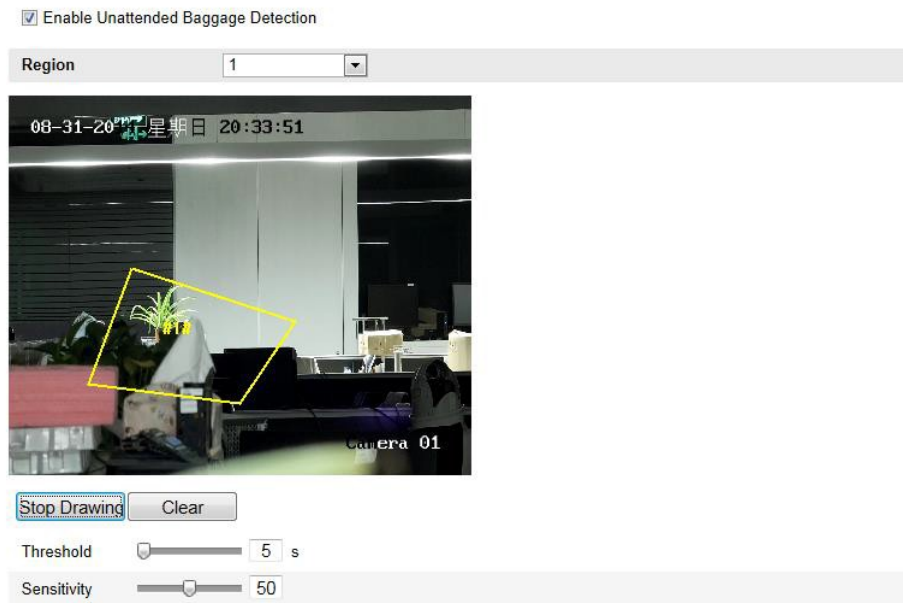 Enable Unattended Baggage Detection
Region 1
08-31-20 星期日 20:33:51
#1#
Camera 01
Stop Drawing Clear
Threshold 5 s
Sensitivity 50